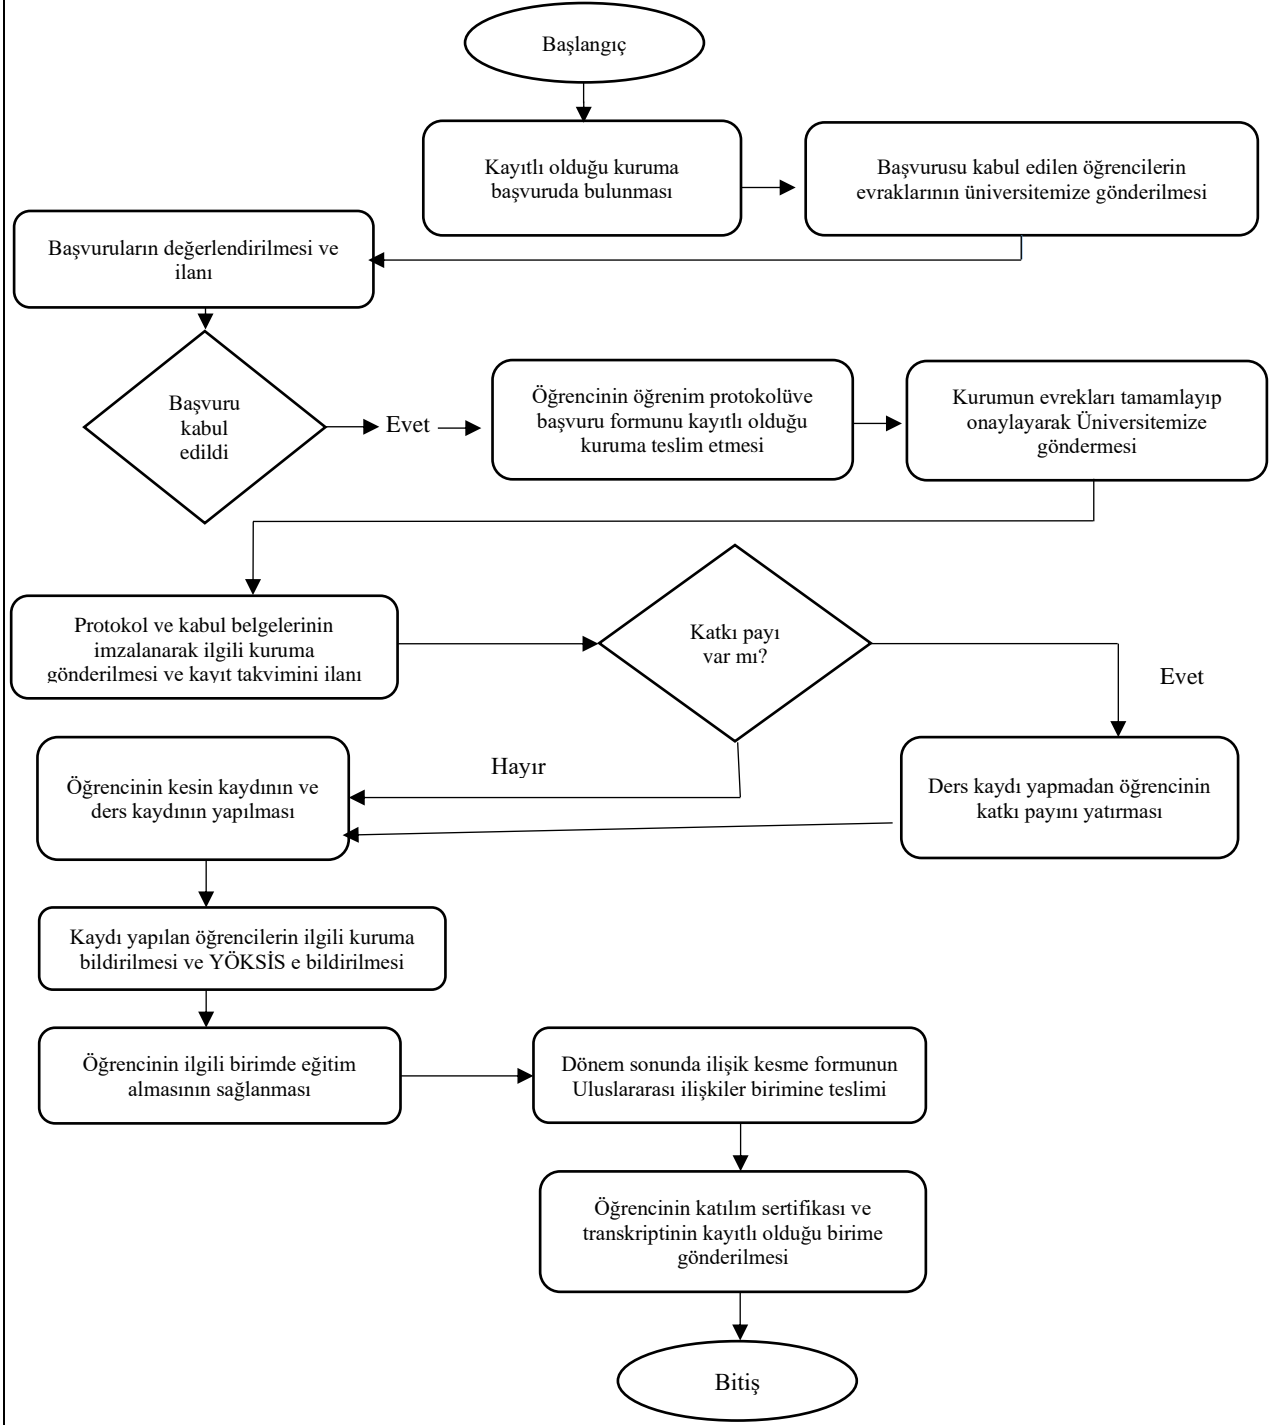 Başlangıç
Kayıtlı olduğu kuruma
başvuruda bulunması
Başvurusu kabul edilen öğrencilerin
evraklarının üniversitemize gönderilmesi
Başvuruların değerlendirilmesi ve
ilanı
Başvuru
kabul
edildi
Evet
Öğrencinin öğrenim protokolüve
başvuru formunu kayıtlı olduğu
kuruma teslim etmesi
Kurumun evrekları tamamlayıp
onaylayarak Üniversitemize
göndermesi
Protokol ve kabul belgelerinin
imzalanarak ilgili kuruma
gönderilmesi ve kayıt takvimini ilanı
Katkı payı
var mı?
Evet
Hayır
Öğrencinin kesin kaydının ve
ders kaydının yapılması
Ders kaydı yapmadan öğrencinin
katkı payını yatırması
Kaydı yapılan öğrencilerin ilgili kuruma
bildirilmesi ve YÖKSİS e bildirilmesi
Öğrencinin ilgili birimde eğitim
almasının sağlanması
Dönem sonunda ilişik kesme formunun
Uluslararası ilişkiler birimine teslimi
Öğrencinin katılım sertifikası ve
transkriptinin kayıtlı olduğu birime
gönderilmesi
Bitiş